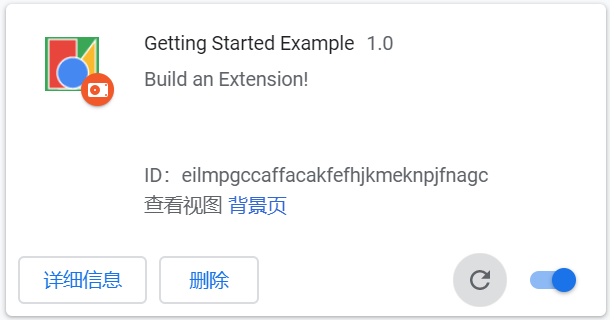 Getting Started Example 1.0
Build an Extension!
ID：eilmpgccaffacakfefhjkmeknpjfnagc
查看视图 背景页
详细信息 删除